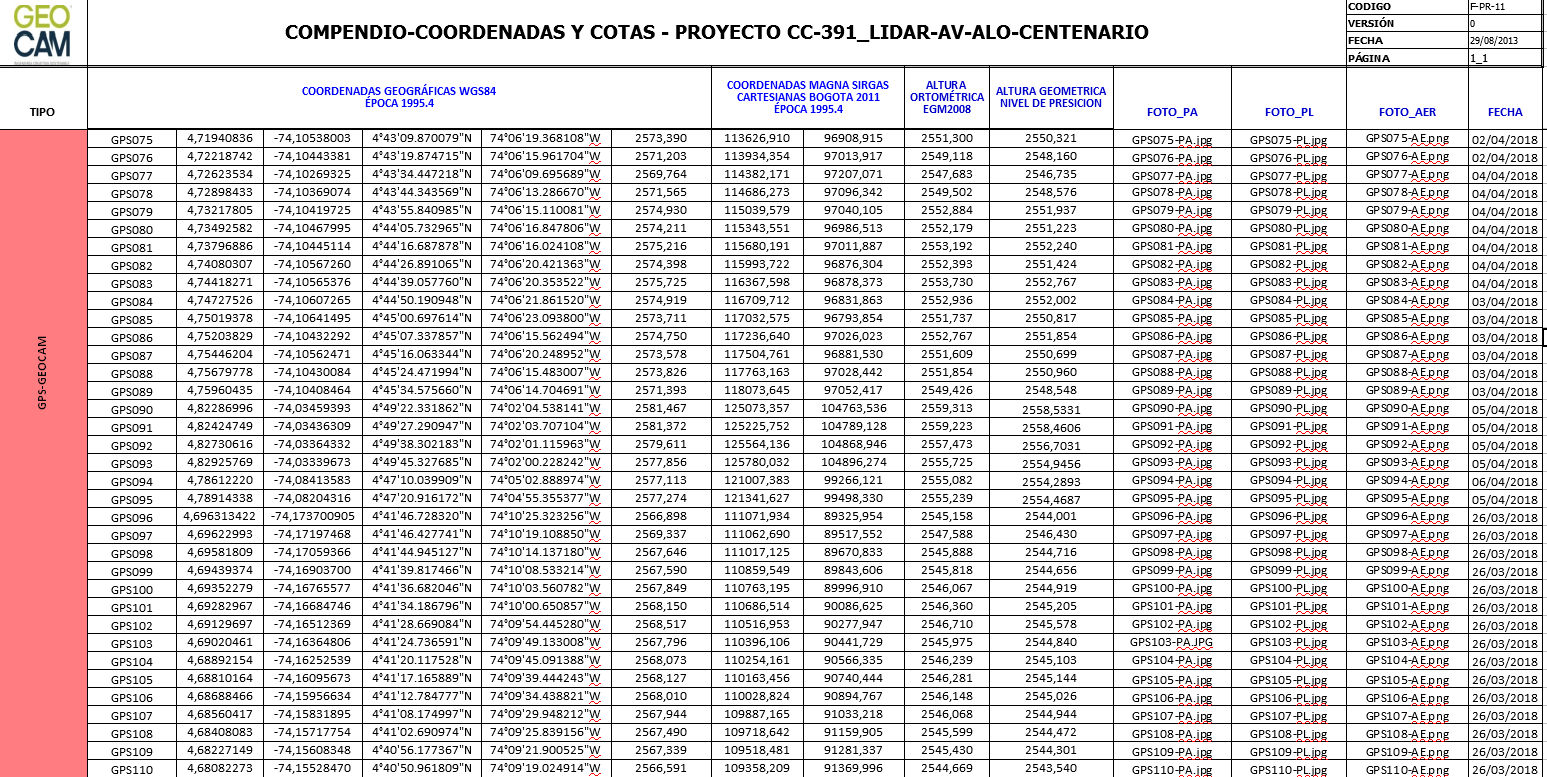 GEO
CAM
COMPENDIO-COORDENADAS Y COTAS - PROYECTO CC-391_LIDAR-AV-ALO-CENTENARIO
CODIGO F-PR-11
VERSIÓN 0
FECHA 29/08/2013
PÁGINA 1_1
TIPO
COORDENADAS GEOGRÁFICAS WGS84
ÉPOCA 1995.4
COORDENADAS MAGNA SIRGAS
CARTESIANAS BOGOTA 2011
ÉPOCA 1995.4
ALTURA
ORTOMÉTRICA
EGM2008
ALTURA GEOMETRICA
NIVEL DE PRESICION
FOTO_PA
FOTO_PL
FOTO_AER
FECHA
GPS-GEOCAM
GPS075 4,71940836 -74,10538003 4°43'09.870079"N 74°06'19.368108"W 2573,390 113626,910 96908,915 2551,300 2550,321 GPS075-PA.jpg GPS075-PL.jpg GPS075-AE.png 02/04/2018
GPS076 4,72218742 -74,10443381 4°43'19.874715"N 74°06'15.961704"W 2571,203 113934,354 97013,917 2549,118 2548,160 GPS076-PA.jpg GPS076-PL.jpg GPS076-AE.png 02/04/2018
GPS077 4,72623534 -74,10269325 4°43'34.447218"N 74°06'09.695689"W 2569,764 114382,171 97207,071 2547,683 2546,735 GPS077-PA.jpg GPS077-PL.jpg GPS077-AE.png 04/04/2018
GPS078 4,72898433 -74,10369074 4°43'44.343569"N 74°06'13.286670"W 2571,565 114686,273 97096,342 2549,502 2548,576 GPS078-PA.jpg GPS078-PL.jpg GPS078-AE.png 04/04/2018
GPS079 4,73217805 -74,10419725 4°43'55.840985"N 74°06'15.110081"W 2574,930 115039,579 97040,105 2552,884 2551,937 GPS079-PA.jpg GPS079-PL.jpg GPS079-AE.png 04/04/2018
GPS080 4,73492582 -74,10467995 4°44'05.732965"N 74°06'16.847806"W 2574,211 115343,551 96986,513 2552,179 2551,223 GPS080-PA.jpg GPS080-PL.jpg GPS080-AE.png 04/04/2018
GPS081 4,73796886 -74,10445114 4°44'16.687878"N 74°06'16.024108"W 2575,216 115680,191 97011,887 2553,192 2552,240 GPS081-PA.jpg GPS081-PL.jpg GPS081-AE.png 04/04/2018
GPS082 4,74080307 -74,10567260 4°44'26.891065"N 74°06'20.421363"W 2574,398 115993,722 96876,304 2552,393 2551,424 GPS082-PA.jpg GPS082-PL.jpg GPS082-AE.png 04/04/2018
GPS083 4,74418271 -74,10565376 4°44'39.057760"N 74°06'20.353522"W 2575,725 116367,598 96878,373 2553,730 2552,767 GPS083-PA.jpg GPS083-PL.jpg GPS083-AE.png 04/04/2018
GPS084 4,74727526 -74,10607265 4°44'50.190948"N 74°06'21.861520"W 2574,919 116709,712 96831,863 2552,936 2552,002 GPS084-PA.jpg GPS084-PL.jpg GPS084-AE.png 03/04/2018
GPS085 4,75019378 -74,10641495 4°45'00.697614"N 74°06'23.093800"W 2573,711 117032,575 96793,854 2551,737 2550,817 GPS085-PA.jpg GPS085-PL.jpg GPS085-AE.png 03/04/2018
GPS086 4,75203829 -74,10432292 4°45'07.337857"N 74°06'15.562494"W 2574,750 117236,640 97026,023 2552,767 2551,854 GPS086-PA.jpg GPS086-PL.jpg GPS086-AE.png 03/04/2018
GPS087 4,75446204 -74,10562471 4°45'16.063344"N 74°06'20.248952"W 2573,578 117504,761 96881,530 2551,609 2550,699 GPS087-PA.jpg GPS087-PL.jpg GPS087-AE.png 03/04/2018
GPS088 4,75679778 -74,10430084 4°45'24.471994"N 74°06'15.483007"W 2573,826 117763,163 97028,442 2551,854 2550,960 GPS088-PA.jpg GPS088-PL.jpg GPS088-AE.png 03/04/2018
GPS089 4,75960435 -74,10408464 4°45'34.575660"N 74°06'14.704691"W 2571,393 118073,645 97052,417 2549,426 2548,548 GPS089-PA.jpg GPS089-PL.jpg GPS089-AE.png 03/04/2018
GPS090 4,82286996 -74,03459393 4°49'22.331862"N 74°02'04.538141"W 2581,467 125073,357 104763,536 2559,313 2558,5331 GPS090-PA.jpg GPS090-PL.jpg GPS090-AE.png 05/04/2018
GPS091 4,82424749 -74,03436309 4°49'27.290947"N 74°02'03.707104"W 2581,372 125225,752 104789,128 2559,223 2558,4606 GPS091-PA.jpg GPS091-PL.jpg GPS091-AE.png 05/04/2018
GPS092 4,82730616 -74,03364332 4°49'38.302183"N 74°02'01.115963"W 2579,611 125564,136 104868,946 2557,473 2556,7031 GPS092-PA.jpg GPS092-PL.jpg GPS092-AE.png 05/04/2018
GPS093 4,82925769 -74,03339673 4°49'45.327685"N 74°02'00.228242"W 2577,856 125780,032 104896,274 2555,725 2554,9456 GPS093-PA.jpg GPS093-PL.jpg GPS093-AE.png 05/04/2018
GPS094 4,78612220 -74,08413583 4°47'10.039909"N 74°05'02.888974"W 2577,113 121007,383 99266,121 2555,082 2554,2893 GPS094-PA.jpg GPS094-PL.jpg GPS094-AE.png 06/04/2018
GPS095 4,78914338 -74,08204316 4°47'20.916172"N 74°04'55.355377"W 2577,274 121341,627 99498,330 2555,239 2554,4687 GPS095-PA.jpg GPS095-PL.jpg GPS095-AE.png 05/04/2018
GPS096 4,696313422 -74,173700905 4°41'46.728320"N 74°10'25.323256"W 2566,898 111071,934 89325,954 2545,158 2544,001 GPS096-PA.jpg GPS096-PL.jpg GPS096-AE.png 26/03/2018
GPS097 4,69622993 -74,17197468 4°41'46.427741"N 74°10'19.108850"W 2569,337 111062,690 89517,552 2547,588 2546,430 GPS097-PA.jpg GPS097-PL.jpg GPS097-AE.png 26/03/2018
GPS098 4,69581809 -74,17059366 4°41'44.945127"N 74°10'14.137180"W 2567,646 111017,125 89670,833 2545,888 2544,716 GPS098-PA.jpg GPS098-PL.jpg GPS098-AE.png 26/03/2018
GPS099 4,69439374 -74,16903700 4°41'39.817466"N 74°10'08.533214"W 2567,590 110859,549 89843,606 2545,818 2544,656 GPS099-PA.jpg GPS099-PL.jpg GPS099-AE.png 26/03/2018
GPS100 4,69352279 -74,16765577 4°41'36.682046"N 74°10'03.560782"W 2567,849 110763,195 89996,910 2546,067 2544,919 GPS100-PA.jpg GPS100-PL.jpg GPS100-AE.png 26/03/2018
GPS101 4,69282967 -74,16684746 4°41'34.186796"N 74°10'00.650857"W 2568,150 110686,514 90086,625 2546,360 2545,205 GPS101-PA.jpg GPS101-PL.jpg GPS101-AE.png 26/03/2018
GPS102 4,69129697 -74,16512369 4°41'28.669084"N 74°09'54.445280"W 2568,517 110516,953 90277,947 2546,710 2545,578 GPS102-PA.jpg GPS102-PL.jpg GPS102-AE.png 26/03/2018
GPS103 4,69020461 -74,16364806 4°41'24.736591"N 74°09'49.133008"W 2567,796 110396,106 90441,729 2545,975 2544,840 GPS103-PA.JPG GPS103-PL.jpg GPS103-AE.png 26/03/2018
GPS104 4,68892154 -74,16252539 4°41'20.117528"N 74°09'45.091388"W 2568,073 110254,161 90566,335 2546,239 2545,103 GPS104-PA.jpg GPS104-PL.jpg GPS104-AE.png 26/03/2018
GPS105 4,68810164 -74,16095673 4°41'17.165889"N 74°09'39.444243"W 2568,127 110163,456 90740,444 2546,281 2545,144 GPS105-PA.jpg GPS105-PL.jpg GPS105-AE.png 26/03/2018
GPS106 4,68688466 -74,15956634 4°41'12.784777"N 74°09'34.438821"W 2568,010 110028,824 90894,767 2546,148 2545,026 GPS106-PA.jpg GPS106-PL.jpg GPS106-AE.png 26/03/2018
GPS107 4,68560417 -74,15831895 4°41'08.174997"N 74°09'29.948212"W 2567,944 109887,165 91033,218 2546,068 2544,944 GPS107-PA.jpg GPS107-PL.jpg GPS107-AE.png 26/03/2018
GPS108 4,68408083 -74,15717754 4°41'02.690974"N 74°09'25.839156"W 2567,490 109718,642 91159,905 2545,599 2544,472 GPS108-PA.jpg GPS108-PL.jpg GPS108-AE.png 26/03/2018
GPS109 4,68227149 -74,15608348 4°40'56.177367"N 74°09'21.900525"W 2567,339 109518,481 91281,337 2545,430 2544,301 GPS109-PA.jpg GPS109-PL.jpg GPS109-AE.png 26/03/2018
GPS110 4,68082273 -74,15528470 4°40'50.961809"N 74°09'19.024914"W 2566,591 109358,209 91369,996 2544,669 2543,540 GPS110-PA.jpg GPS110-PL.jpg GPS110-AE.png 26/03/2018